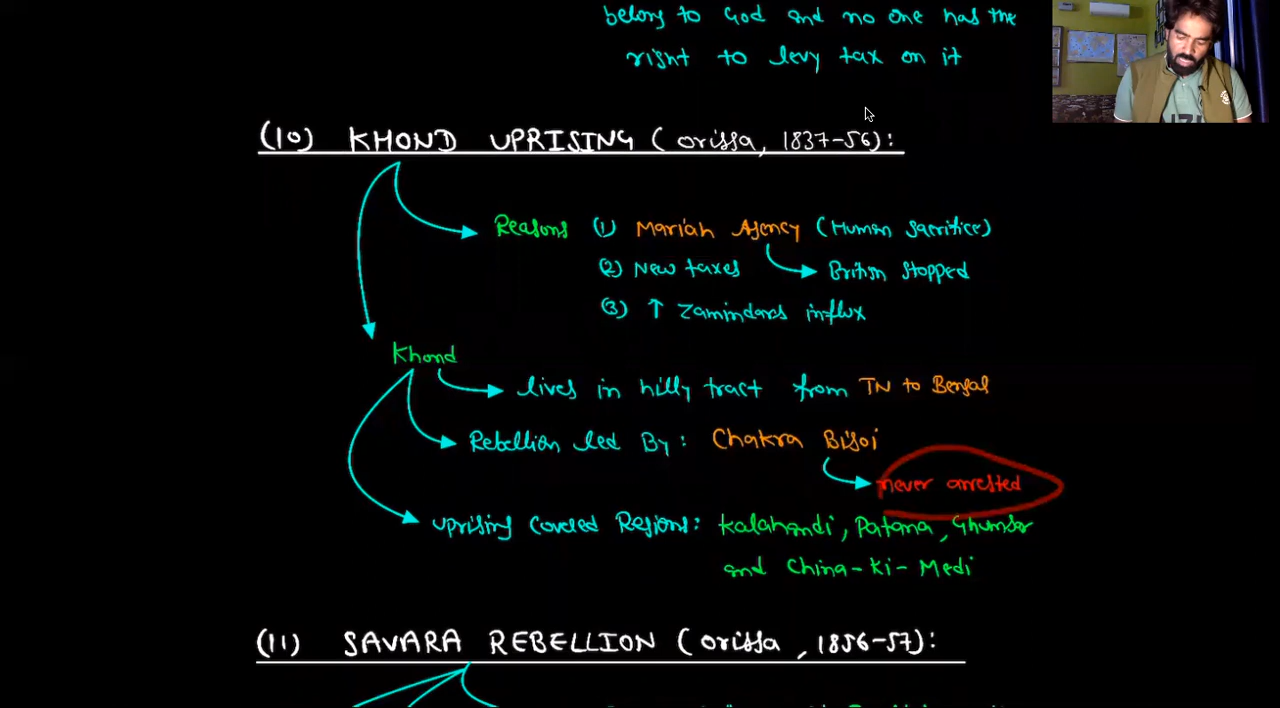 belong to God and no one has the
right to levy tax on it
(10) KHOND UPRISING (orissa, 1837-56):
Reasons (1) Mariah Agency (Human sacrifice)
(2) New taxes British stopped
(3) ↑ Zamindars influx
Khond
lives in hilly tract from TN to Bengal
Rebellion led By: Chakra Bisoi
never arrested
uprising covered Regions: Kalahandi, Patana, Ghumsar
and China-Ki-Medi
(11) SAVARA REBELLION (orissa, 1856-57):